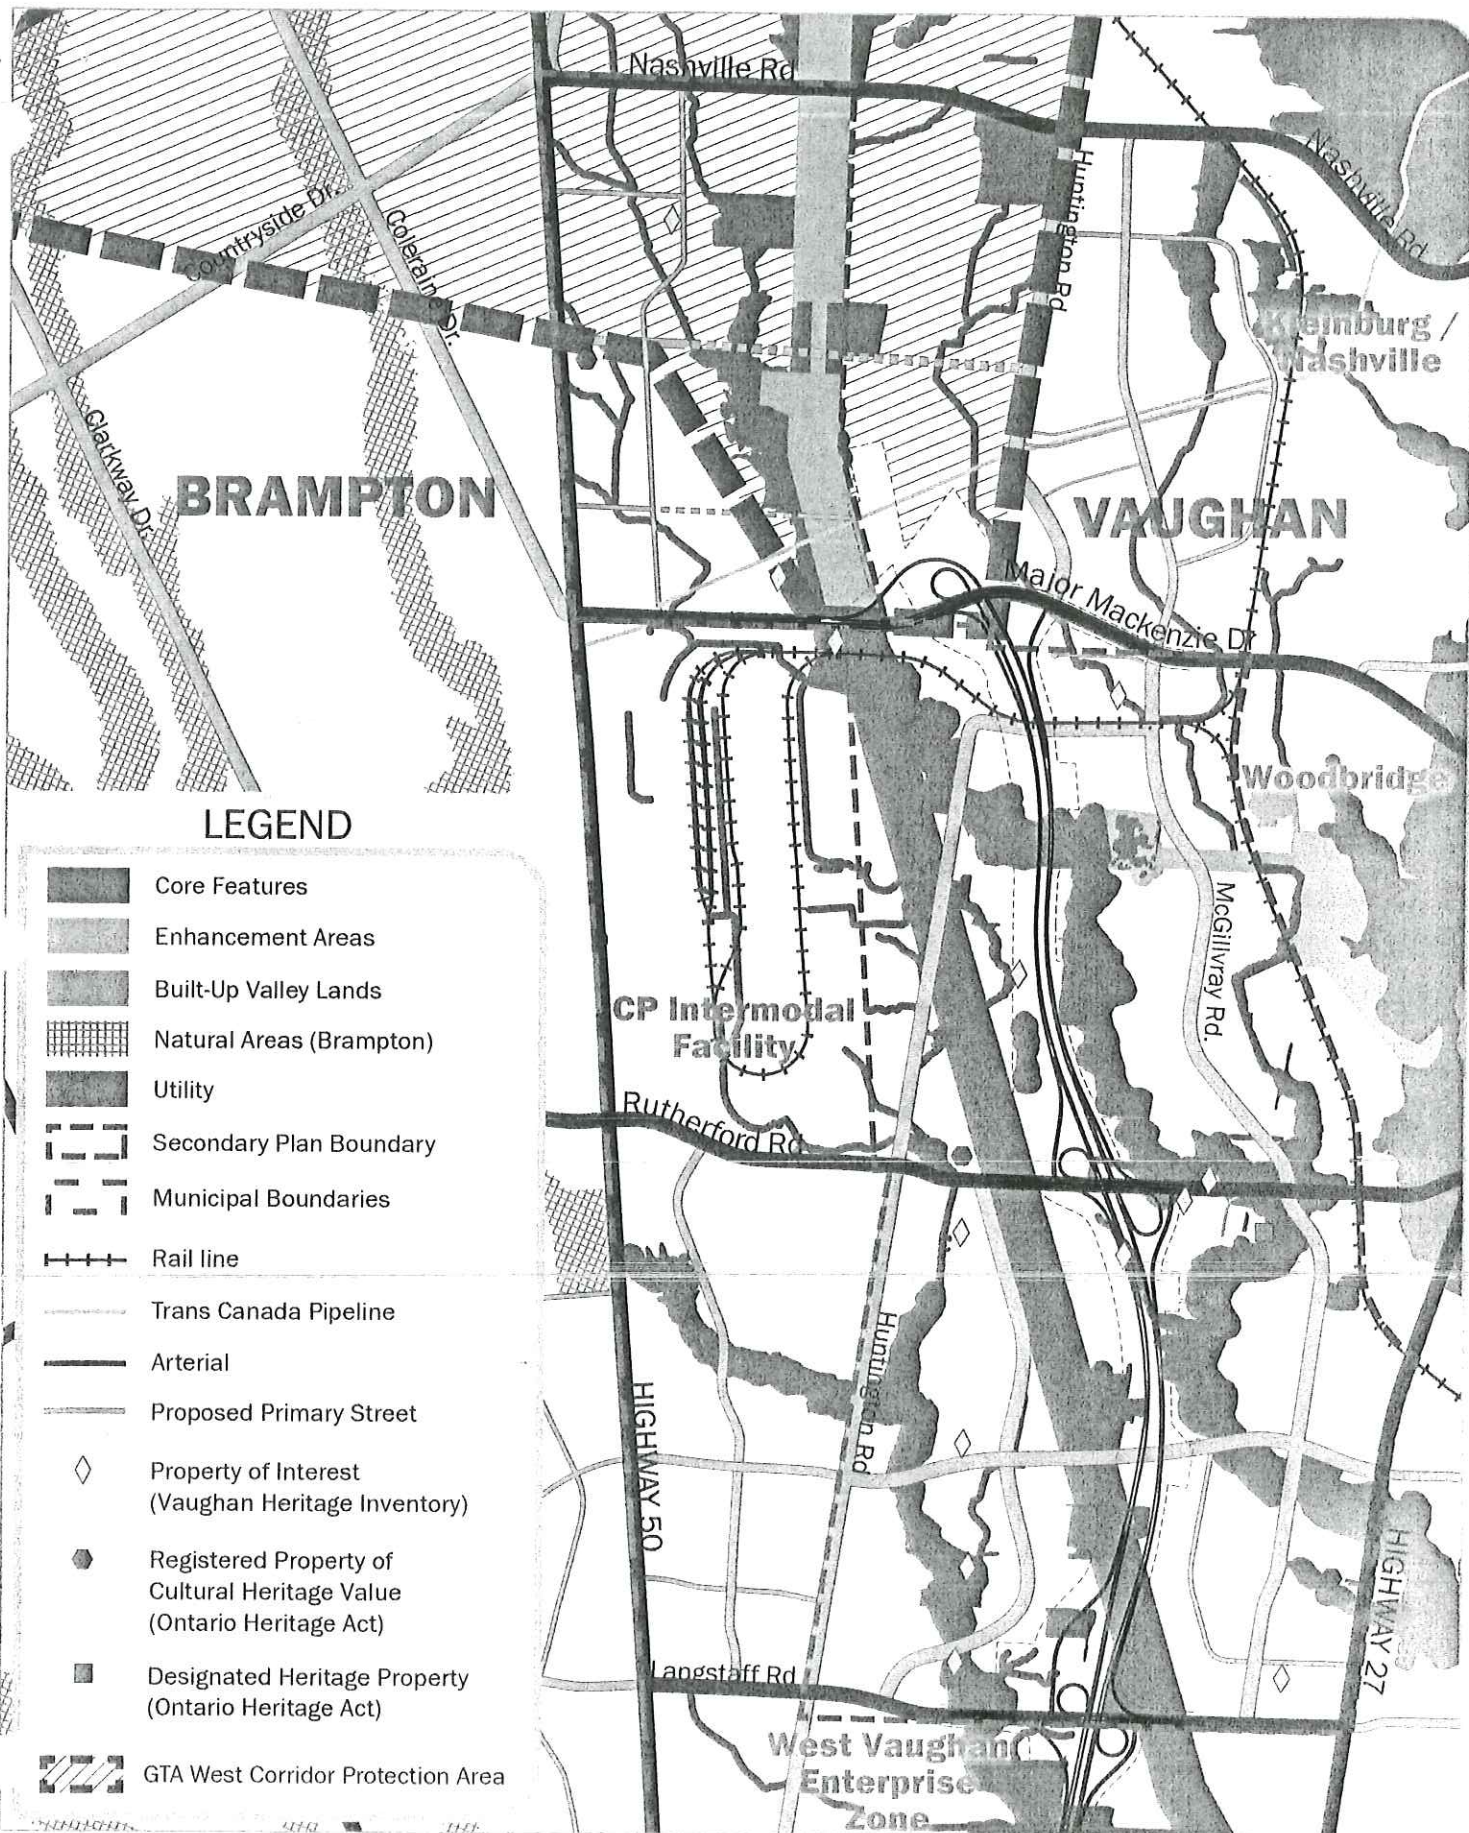 Nashville Rd
Huntington Rd
Nashville Rd
Countryside Dr.
Coleraine Dr.
Kleinburg /
Nashville
Clarkway Dr.
BRAMPTON
VAUGHAN
Major Mackenzie Dr
Woodbridge
McGillvray Rd.
CP Intermodal
Facility
Rutherford Rd
Huntington Rd
HIGHWAY 50
HIGHWAY 27
Langstaff Rd
West Vaughan
Enterprise
Zone
LEGEND
Core Features
Enhancement Areas
Built-Up Valley Lands
Natural Areas (Brampton)
Utility
Secondary Plan Boundary
Municipal Boundaries
Rail line
Trans Canada Pipeline
Arterial
Proposed Primary Street
Property of Interest
(Vaughan Heritage Inventory)
Registered Property of
Cultural Heritage Value
(Ontario Heritage Act)
Designated Heritage Property
(Ontario Heritage Act)
GTA West Corridor Protection Area